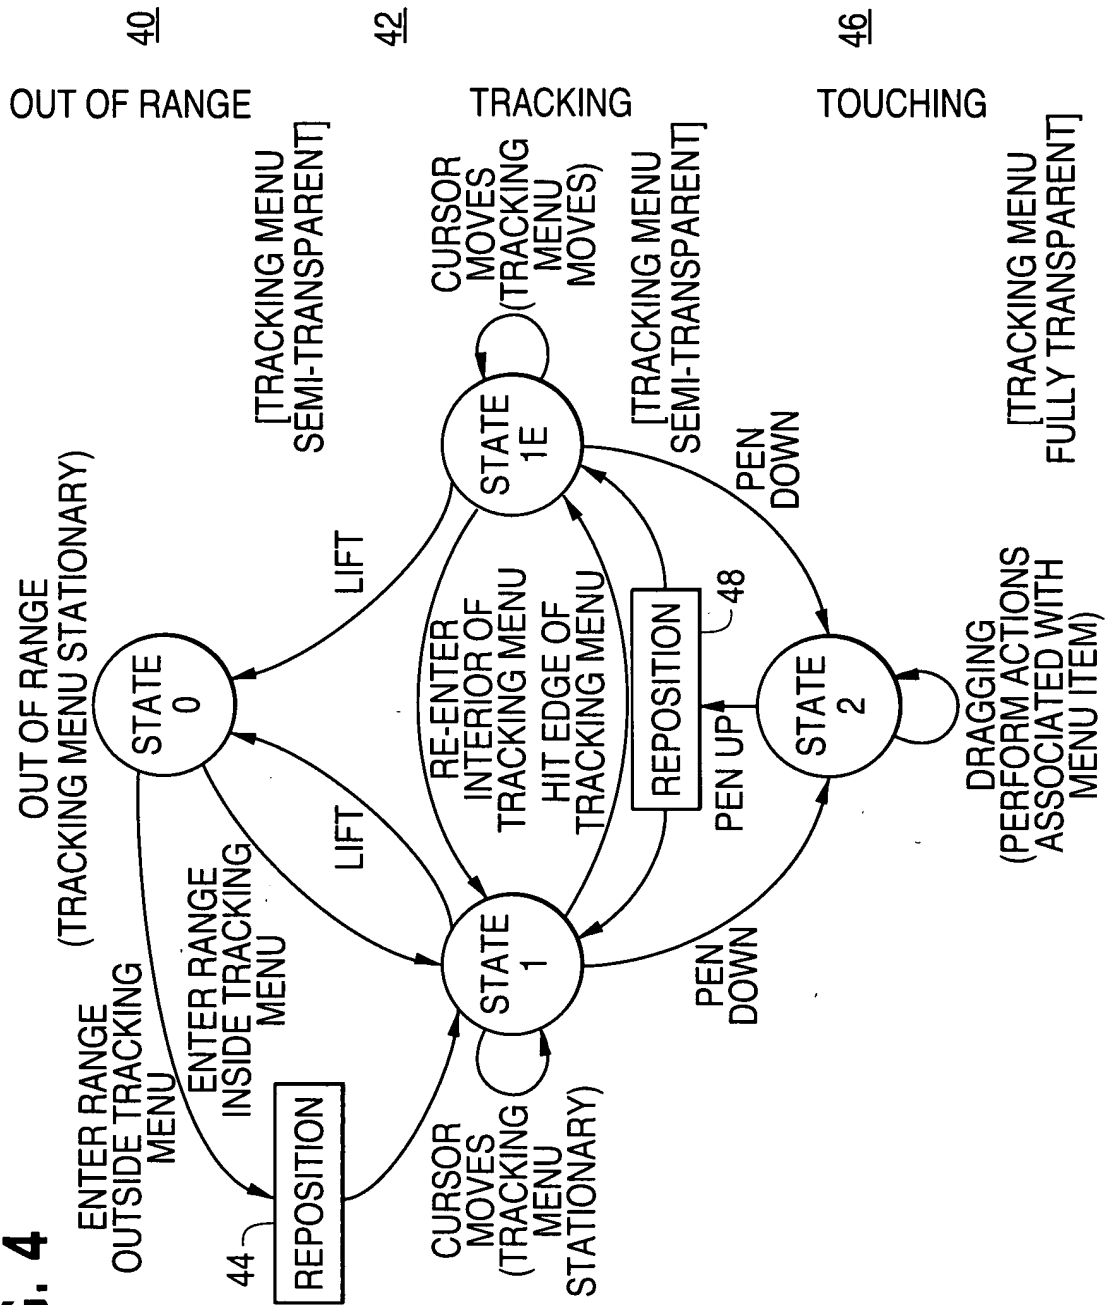 G. 4
OUT OF RANGE
(TRACKING MENU STATIONARY)
STATE
0
OUT OF RANGE
40
[TRACKING MENU
SEMI-TRANSPARENT]
ENTER RANGE
OUTSIDE TRACKING
MENU
ENTER RANGE
INSIDE TRACKING
MENU
44
REPOSITION
LIFT
LIFT
CURSOR
MOVES
(TRACKING
MENU
STATIONARY)
STATE
1
RE-ENTER
INTERIOR OF
TRACKING MENU
HIT EDGE OF
TRACKING MENU
STATE
1E
CURSOR
MOVES
(TRACKING
MENU
MOVES)
TRACKING
42
[TRACKING MENU
SEMI-TRANSPARENT]
REPOSITION
48
PEN
DOWN
PEN UP
PEN
DOWN
STATE
2
TOUCHING
46
DRAGGING
(PERFORM ACTIONS
ASSOCIATED WITH
MENU ITEM)
[TRACKING MENU
FULLY TRANSPARENT]